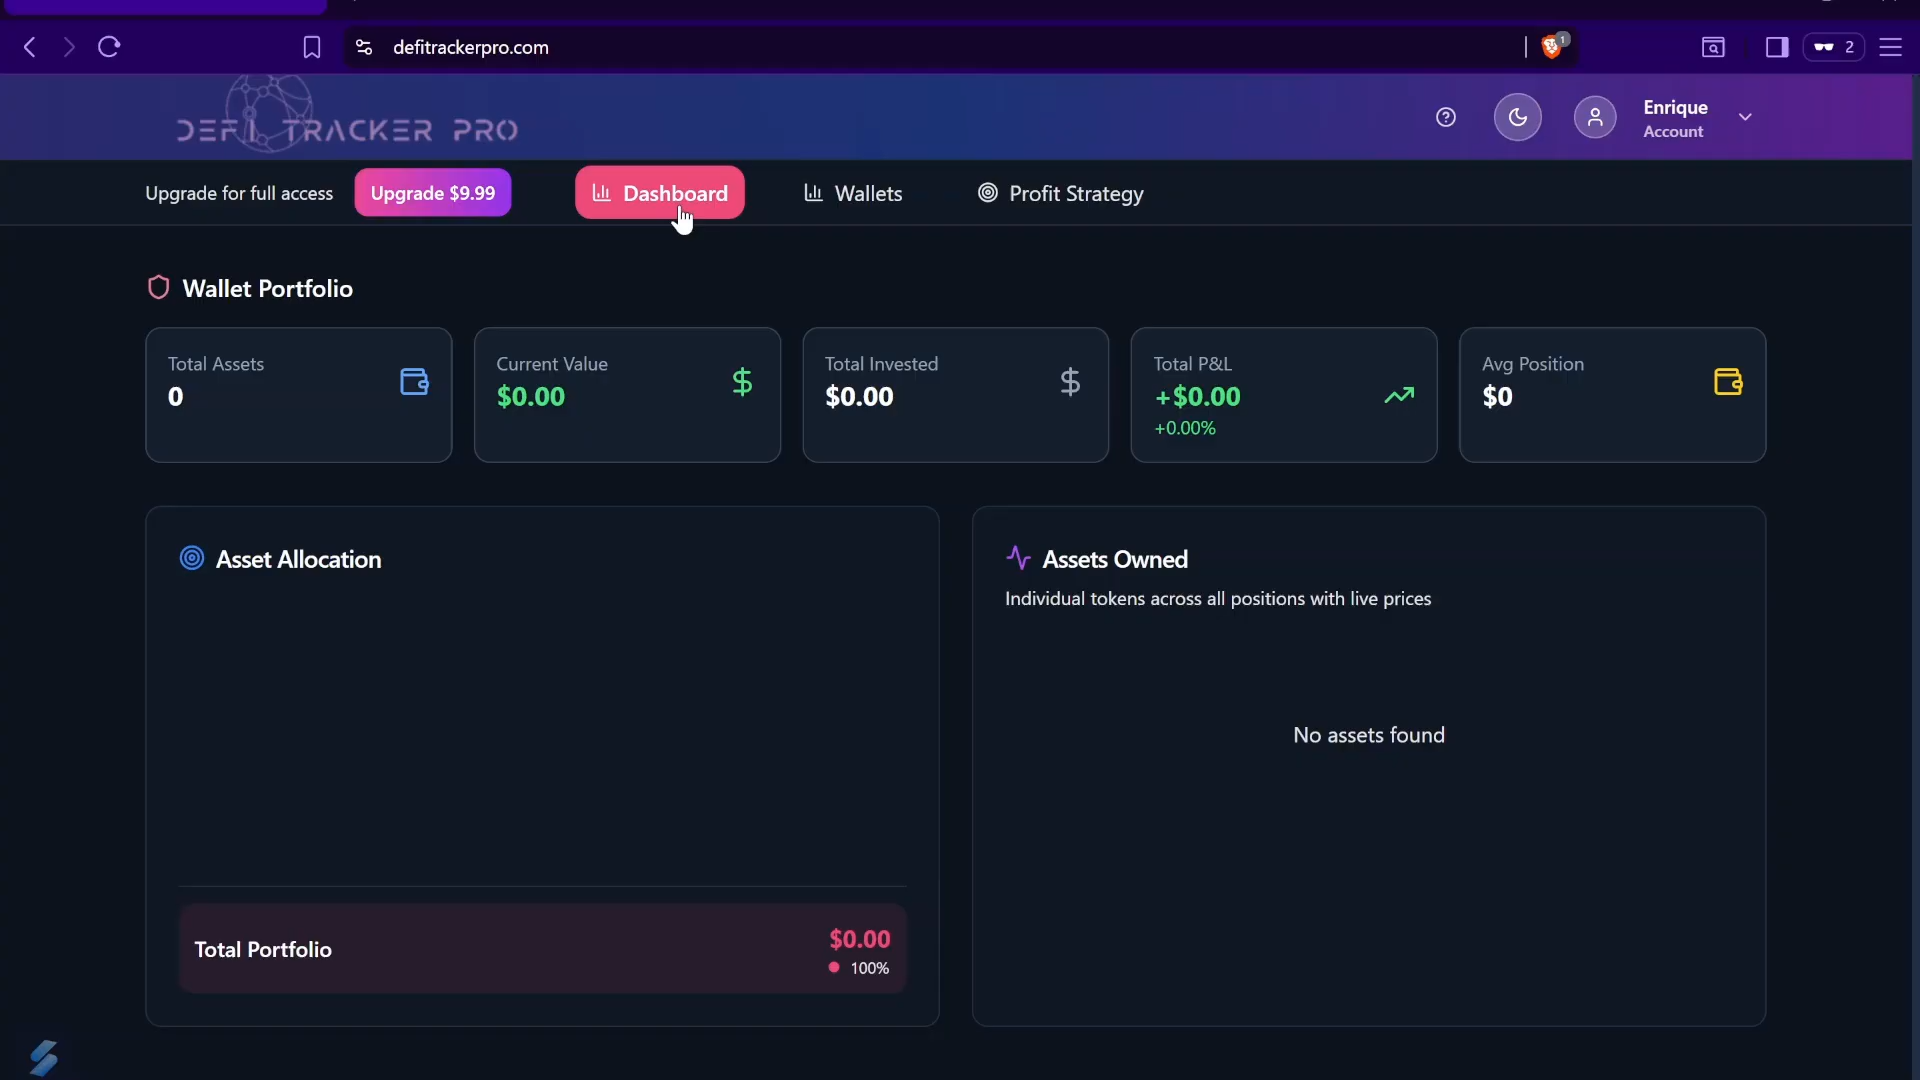 defitrackerpro.com
1
2
DEFI TRACKER PRO
Enrique
Account
Upgrade for full access
Upgrade $9.99
Dashboard
Wallets
Profit Strategy
Wallet Portfolio
Total Assets
0
Current Value
$0.00
Total Invested
$0.00
Total P&L
+$0.00
+0.00%
Avg Position
$0
Asset Allocation
Total Portfolio
$0.00
100%
Assets Owned
Individual tokens across all positions with live prices
No assets found